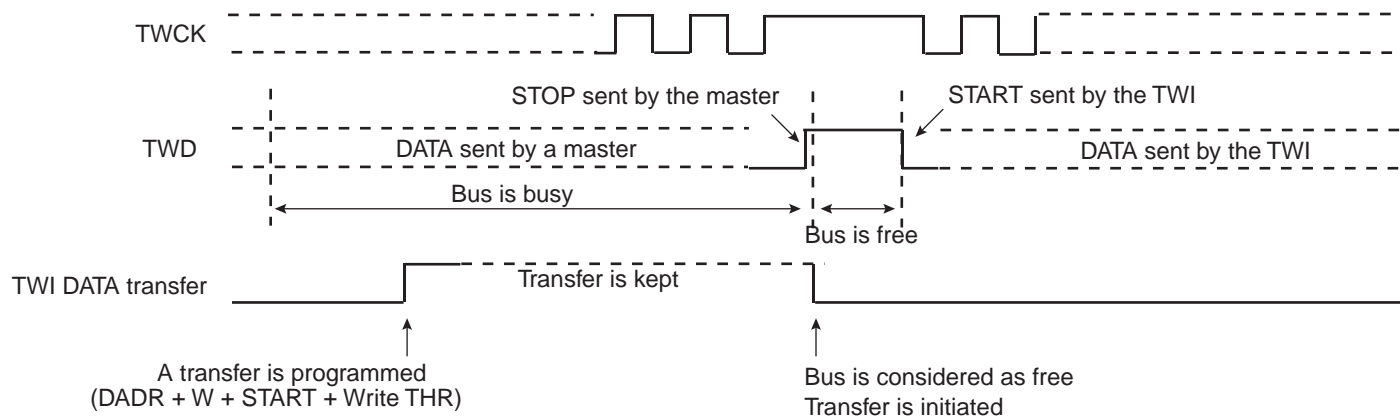 TWCK
STOP sent by the master
START sent by the TWI
TWD
DATA sent by a master
DATA sent by the TWI
Bus is busy
Bus is free
TWI DATA transfer
Transfer is kept
A transfer is programmed
(DADR + W + START + Write THR)
Bus is considered as free
Transfer is initiated